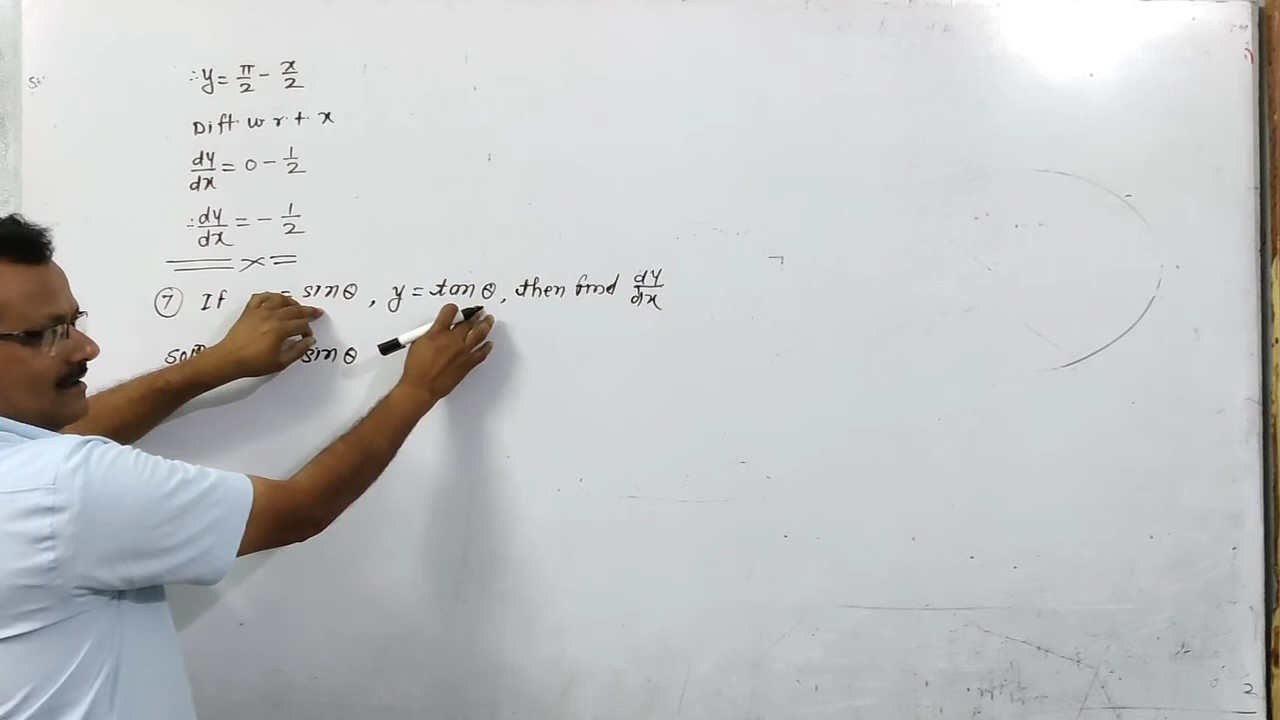 ∴ y = π/2 - x/2
Diff. w r. t. x
dy/dx = 0 - 1/2
∴ dy/dx = - 1/2
⑦ If = sinθ, y = tanθ, then find dy/dx
sinθ
2